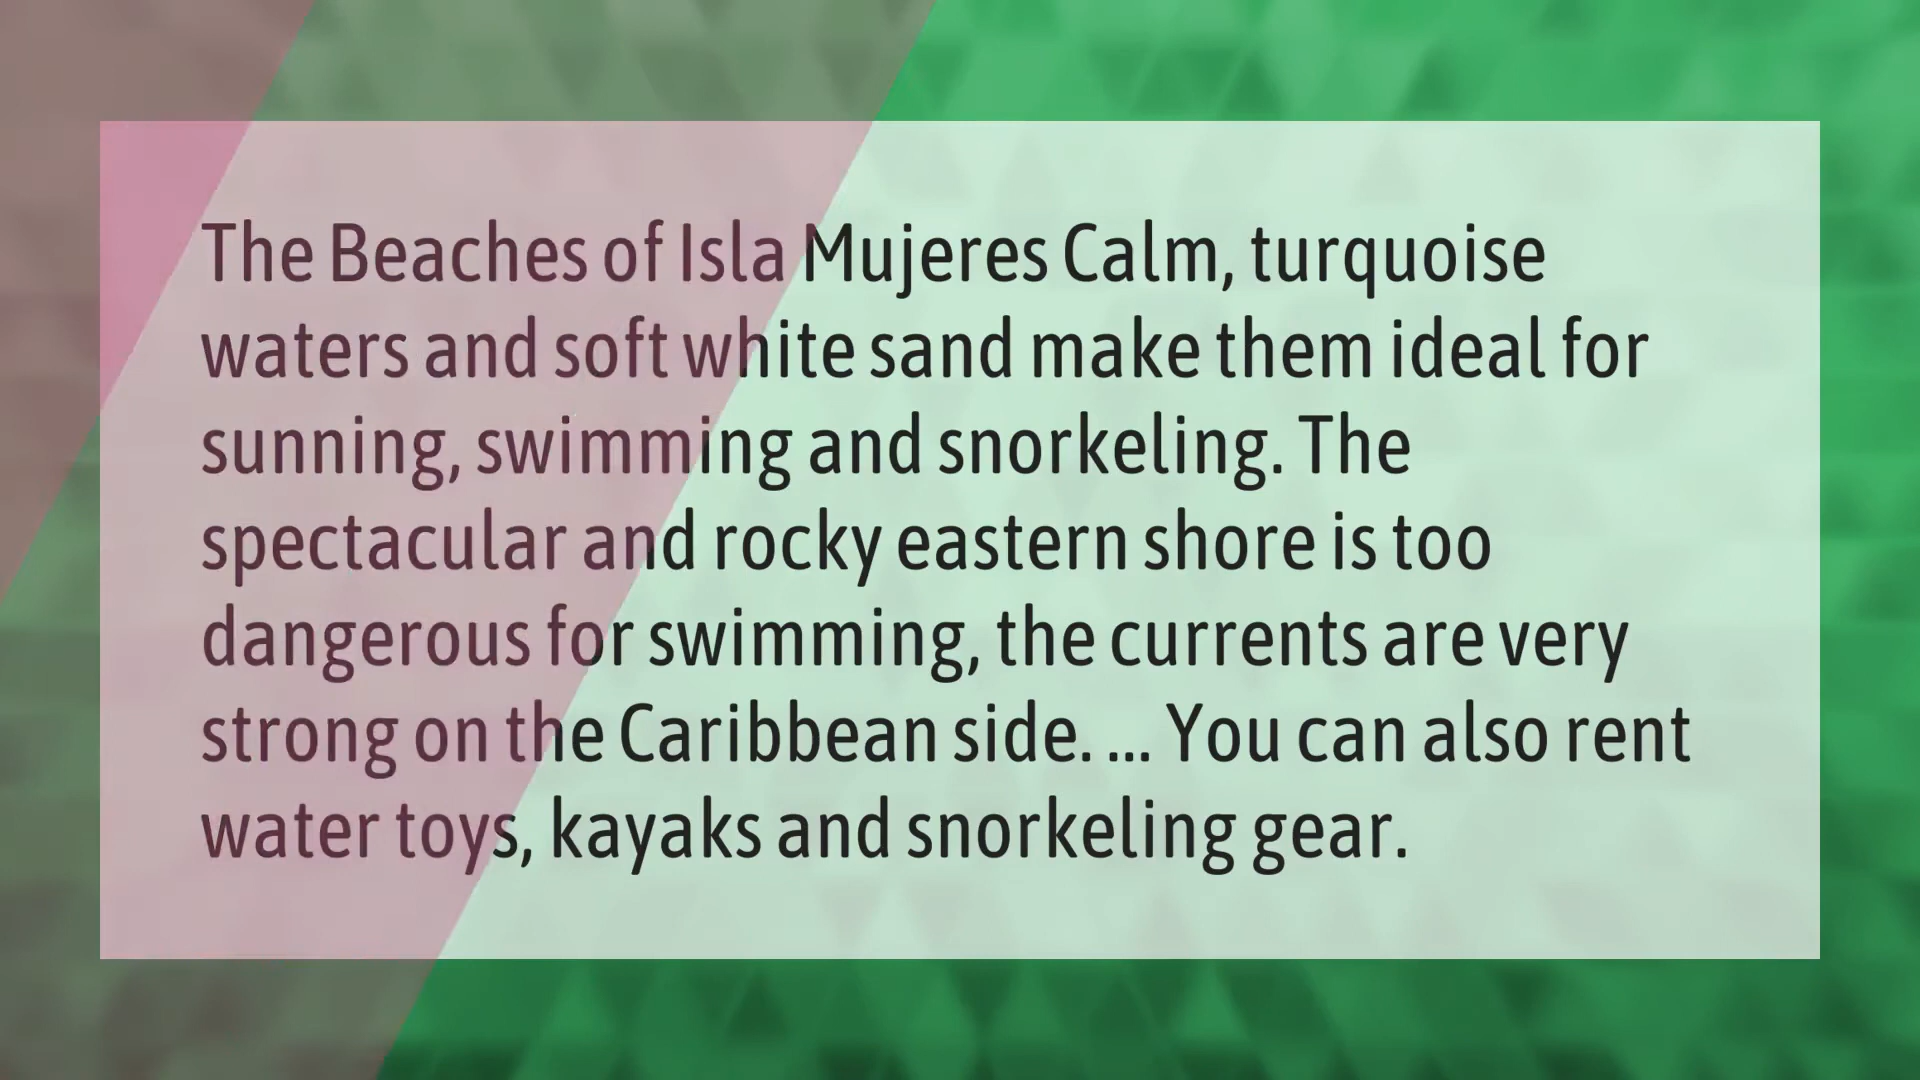 The Beaches of Isla Mujeres Calm, turquoise
waters and soft white sand make them ideal for
sunning, swimming and snorkeling. The
spectacular and rocky eastern shore is too
dangerous for swimming, the currents are very
strong on the Caribbean side. ... You can also rent
water toys, kayaks and snorkeling gear.